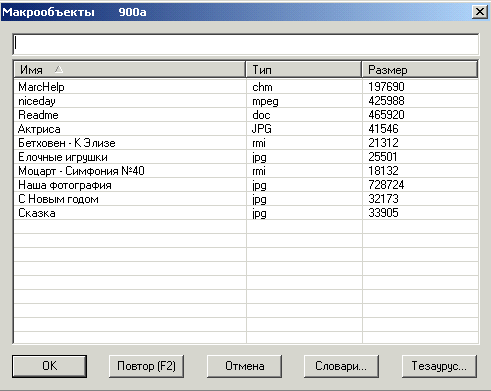 Макрообъекты 900a
Имя Тип Размер
MarcHelp chm 197690
niceday mpeg 425988
Readme doc 465920
Актриса JPG 41546
Бетховен - К Элизе rmi 21312
Елочные игрушки jpg 25501
Моцарт - Симфония №40 rmi 18132
Наша фотография jpg 728724
С Новым годом jpg 32173
Сказка jpg 33905
OK Повтор (F2) Отмена Словари... Тезаурус...